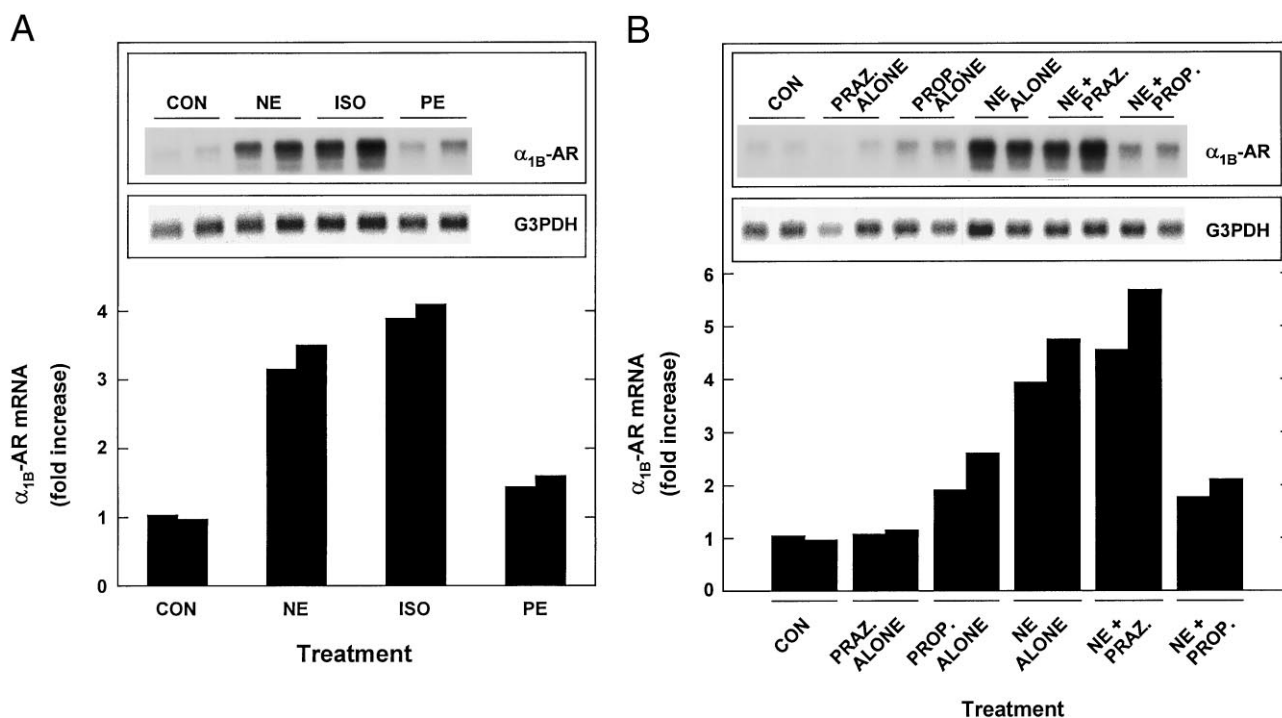 A
CON NE ISO PE
α1B-AR
G3PDH
4
3
2
1
0
α1B-AR mRNA
(fold increase)
CON NE ISO PE
Treatment
B
CON
PRAZ.
ALONE
PROP.
ALONE
NE
ALONE
NE +
PRAZ.
NE +
PROP.
α1B-AR
G3PDH
6
5
4
3
2
1
0
α1B-AR mRNA
(fold increase)
CON
PRAZ.
ALONE
PROP.
ALONE
NE
ALONE
NE +
PRAZ.
NE +
PROP.
Treatment